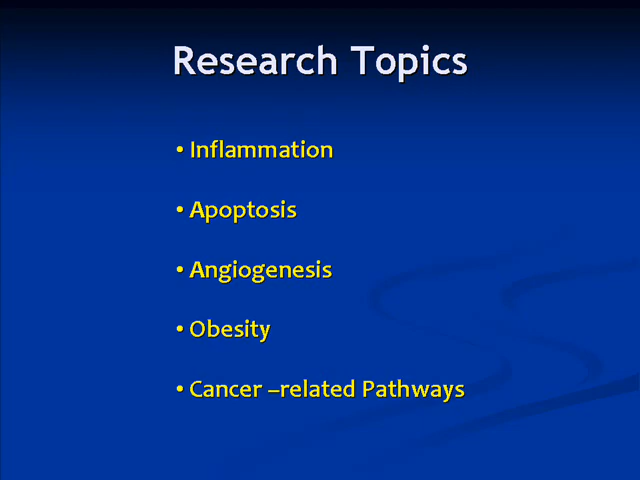 Research Topics
• Inflammation
• Apoptosis
• Angiogenesis
• Obesity
• Cancer –related Pathways